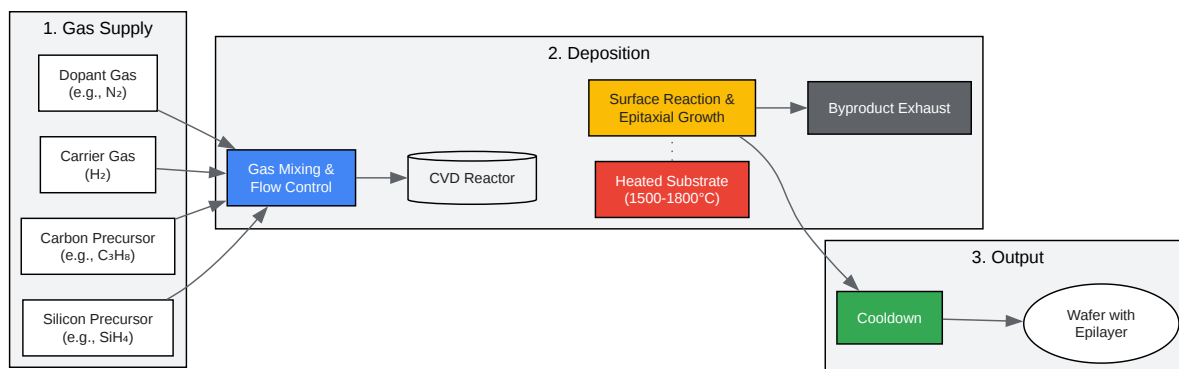 1. Gas Supply
Dopant Gas
(e.g., N₂)
Carrier Gas
(H₂)
Carbon Precursor
(e.g., C₃H₈)
Silicon Precursor
(e.g., SiH₄)
2. Deposition
Gas Mixing &
Flow Control
CVD Reactor
Surface Reaction &
Epitaxial Growth
Heated Substrate
(1500-1800°C)
Byproduct Exhaust
3. Output
Cooldown
Wafer with
Epilayer